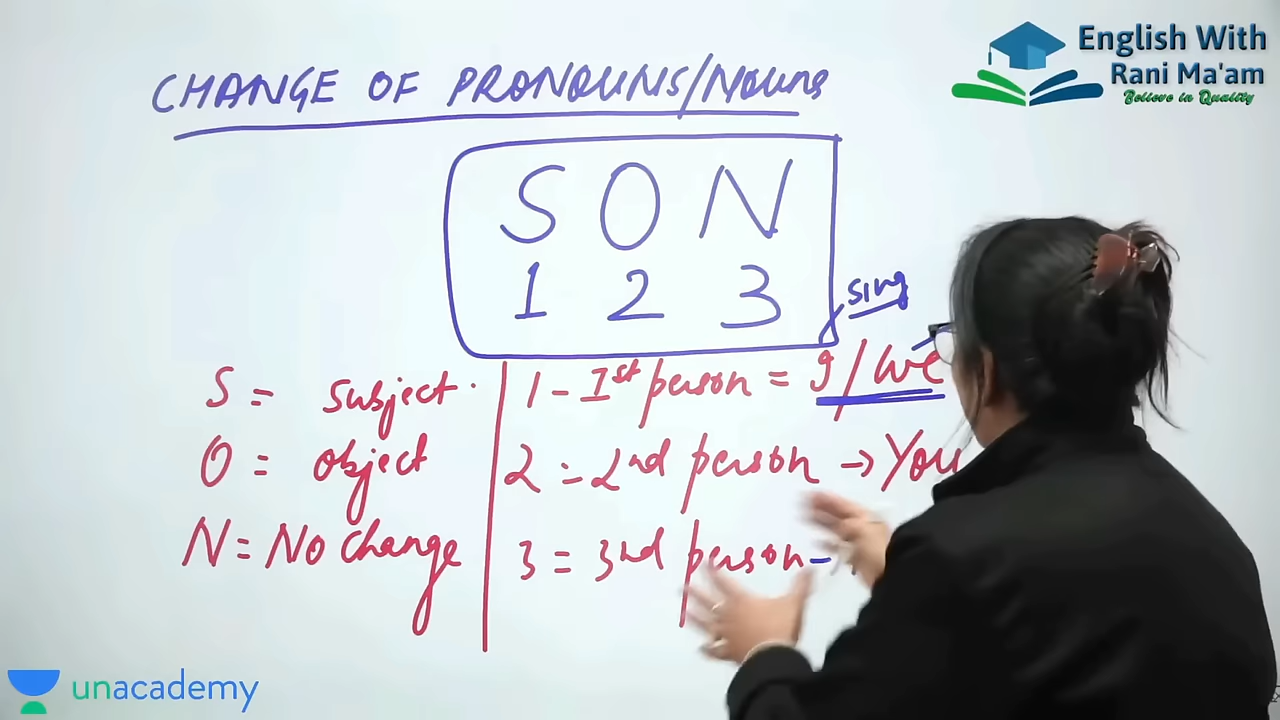 English With
Rani Ma'am
Believe in Quality
CHANGE OF PRONOUNS/NOUNS
S O N
1 2 3
sing
S = Subject.
O = object
N = No Change
1 - Ist person = I / we
2 = 2nd person → You
3 = 3nd person -
unacademy